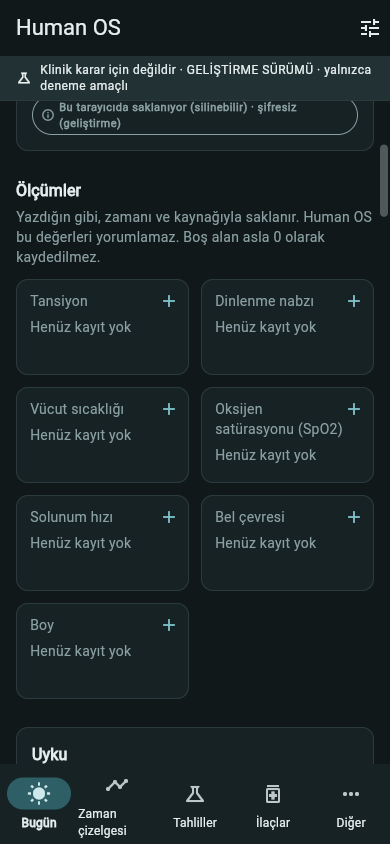 Human OS
Klinik karar için değildir · GELİŞTİRME SÜRÜMÜ · yalnızca
deneme amaçlı
Bu tarayıcıda saklanıyor (silinebilir) · şifresiz
(geliştirme)
Ölçümler
Yazdığın gibi, zamanı ve kaynağıyla saklanır. Human OS
bu değerleri yorumlamaz. Boş alan asla 0 olarak
kaydedilmez.
Tansiyon
Henüz kayıt yok
Dinlenme nabzı
Henüz kayıt yok
Vücut sıcaklığı
Henüz kayıt yok
Oksijen
satürasyonu (SpO2)
Henüz kayıt yok
Solunum hızı
Henüz kayıt yok
Bel çevresi
Henüz kayıt yok
Boy
Henüz kayıt yok
Uyku
Bugün
Zaman
çizelgesi
Tahliller
İlaçlar
Diğer